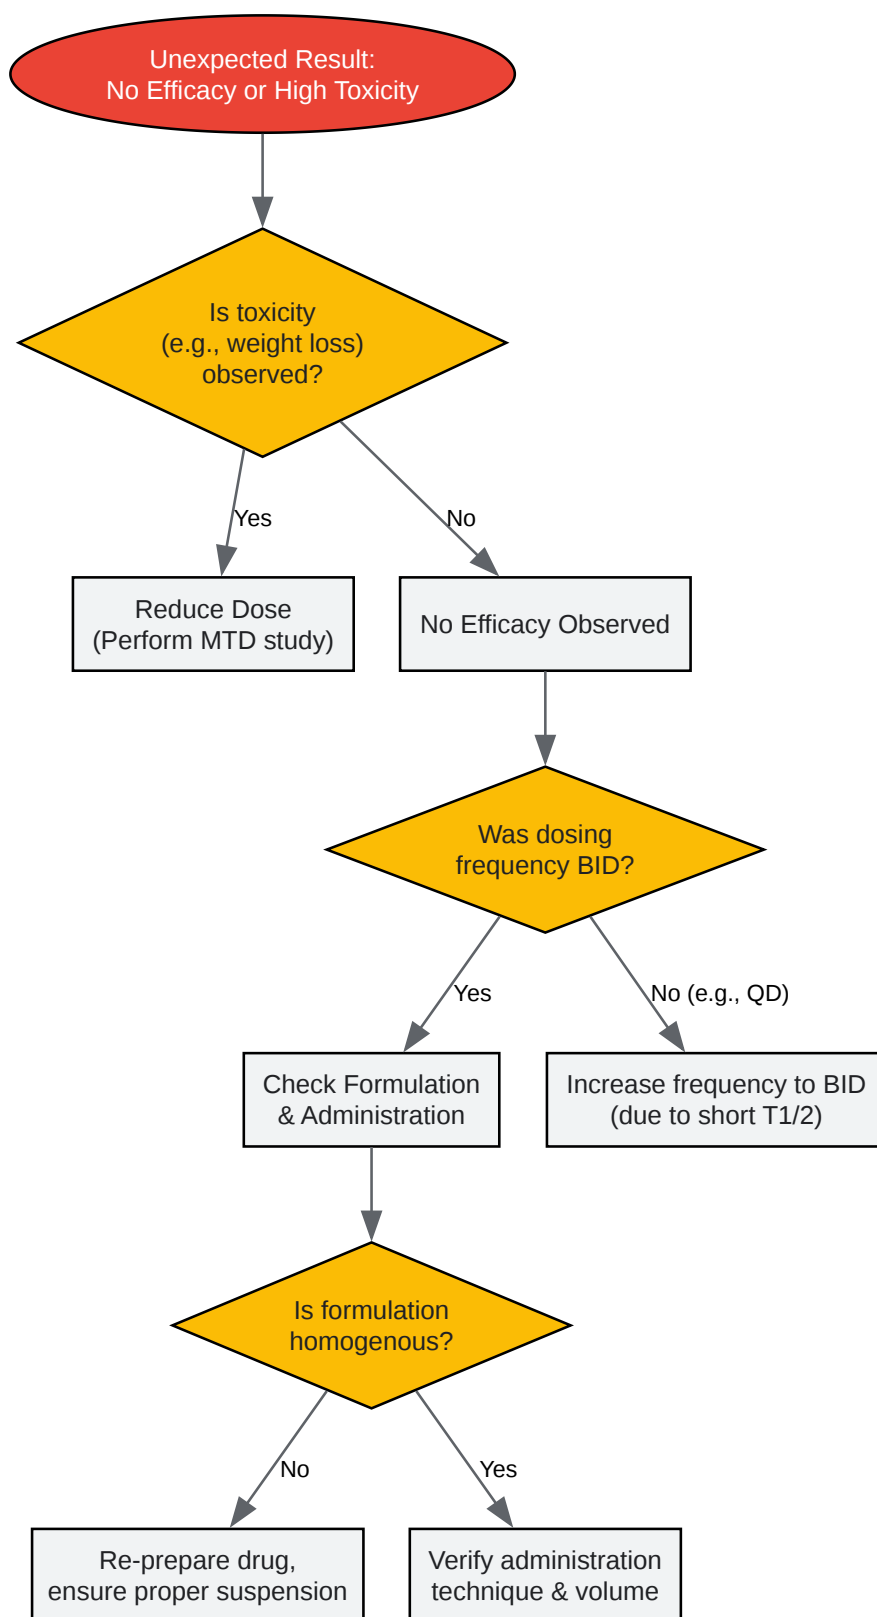 Unexpected Result:
No Efficacy or High Toxicity
Is toxicity
(e.g., weight loss)
observed?
Yes
No
Reduce Dose
(Perform MTD study)
No Efficacy Observed
Was dosing
frequency BID?
Yes
No (e.g., QD)
Check Formulation
& Administration
Increase frequency to BID
(due to short T1/2)
Is formulation
homogenous?
No
Yes
Re-prepare drug,
ensure proper suspension
Verify administration
technique & volume